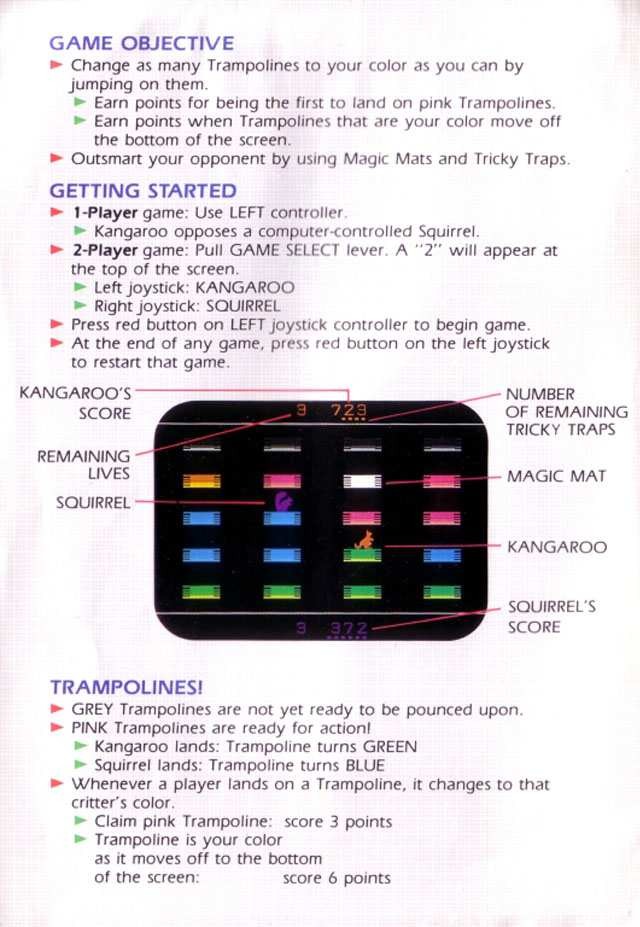 GAME OBJECTIVE
► Change as many Trampolines to your color as you can by
jumping on them.
► Earn points for being the first to land on pink Trampolines.
► Earn points when Trampolines that are your color move off
the bottom of the screen.
► Outsmart your opponent by using Magic Mats and Tricky Traps.
GETTING STARTED
► 1-Player game: Use LEFT controller.
► Kangaroo opposes a computer-controlled Squirrel.
► 2-Player game: Pull GAME SELECT lever. A "2" will appear at
the top of the screen.
► Left joystick: KANGAROO
► Right joystick: SQUIRREL
► Press red button on LEFT joystick controller to begin game.
► At the end of any game, press red button on the left joystick
to restart that game.
KANGAROO'S
SCORE
3 723
NUMBER
OF REMAINING
TRICKY TRAPS
REMAINING
LIVES
MAGIC MAT
SQUIRREL
KANGAROO
SQUIRREL'S
SCORE
3 372
TRAMPOLINES!
► GREY Trampolines are not yet ready to be pounced upon.
► PINK Trampolines are ready for action!
► Kangaroo lands: Trampoline turns GREEN
► Squirrel lands: Trampoline turns BLUE
► Whenever a player lands on a Trampoline, it changes to that
critter's color.
► Claim pink Trampoline: score 3 points
► Trampoline is your color
as it moves off to the bottom
of the screen: score 6 points